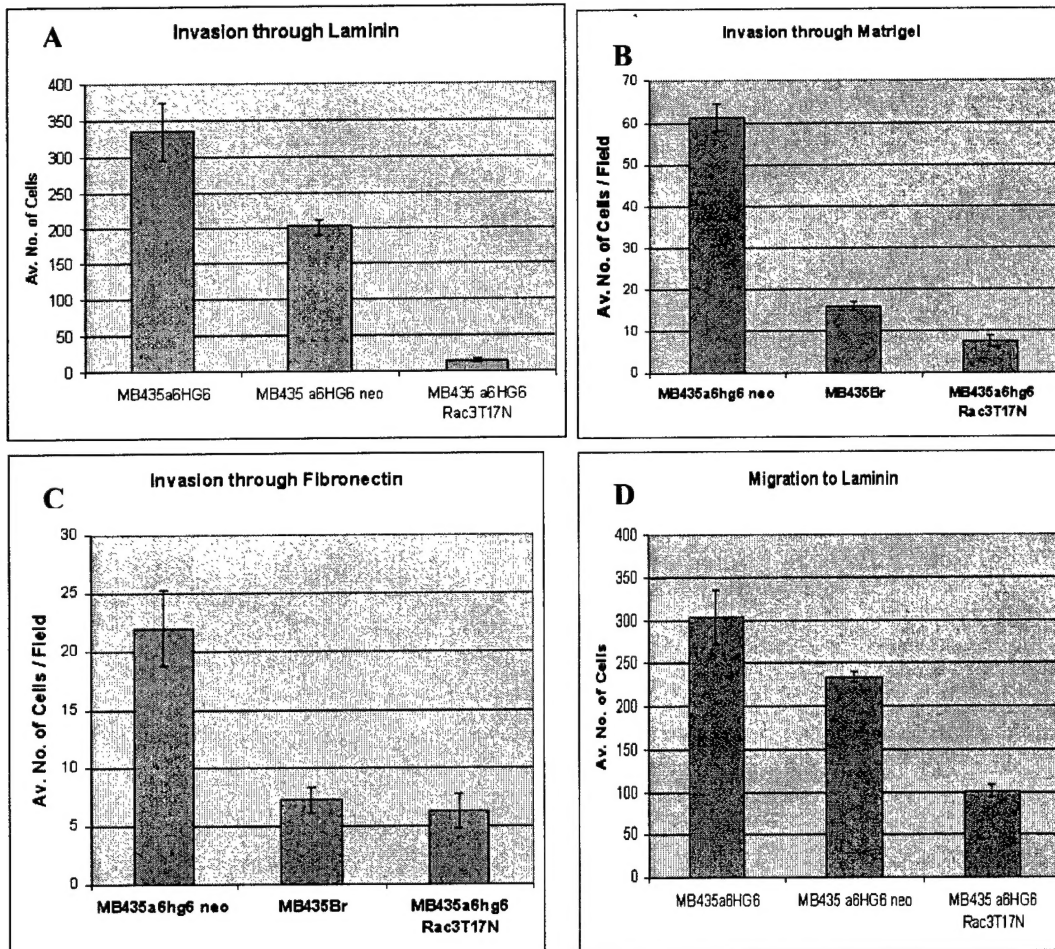 A
Invasion through Laminin
Av. No. of Cells
400
350
300
250
200
150
100
50
0
MB435a6HG6
MB435 a6HG6 neo
MB435 a6HG6
Rac3T17N
B
Invasion through Matrigel
Av. No. of Cells / Field
70
60
50
40
30
20
10
0
MB435a6hg6 neo
MB435Br
MB435a6hg6
Rac3T17N
C
Invasion through Fibronectin
Av. No. of Cells / Field
30
25
20
15
10
5
0
MB435a6hg6 neo
MB435Br
MB435a6hg6
Rac3T17N
D
Migration to Laminin
Av. No. of Cells
400
350
300
250
200
150
100
50
0
MB435a6HG6
MB435 a6HG6 neo
MB435 a6HG6
Rac3T17N